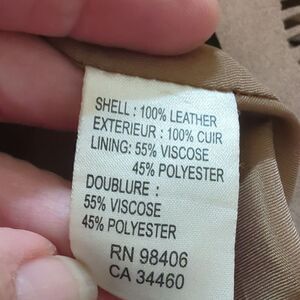 SHELL : 100% LEATHER
EXTERIEUR : 100% CUIR
LINING: 55% VISCOSE
45% POLYESTER
DOUBLURE :
55% VISCOSE
45% POLYESTER
RN 98406
CA 34460